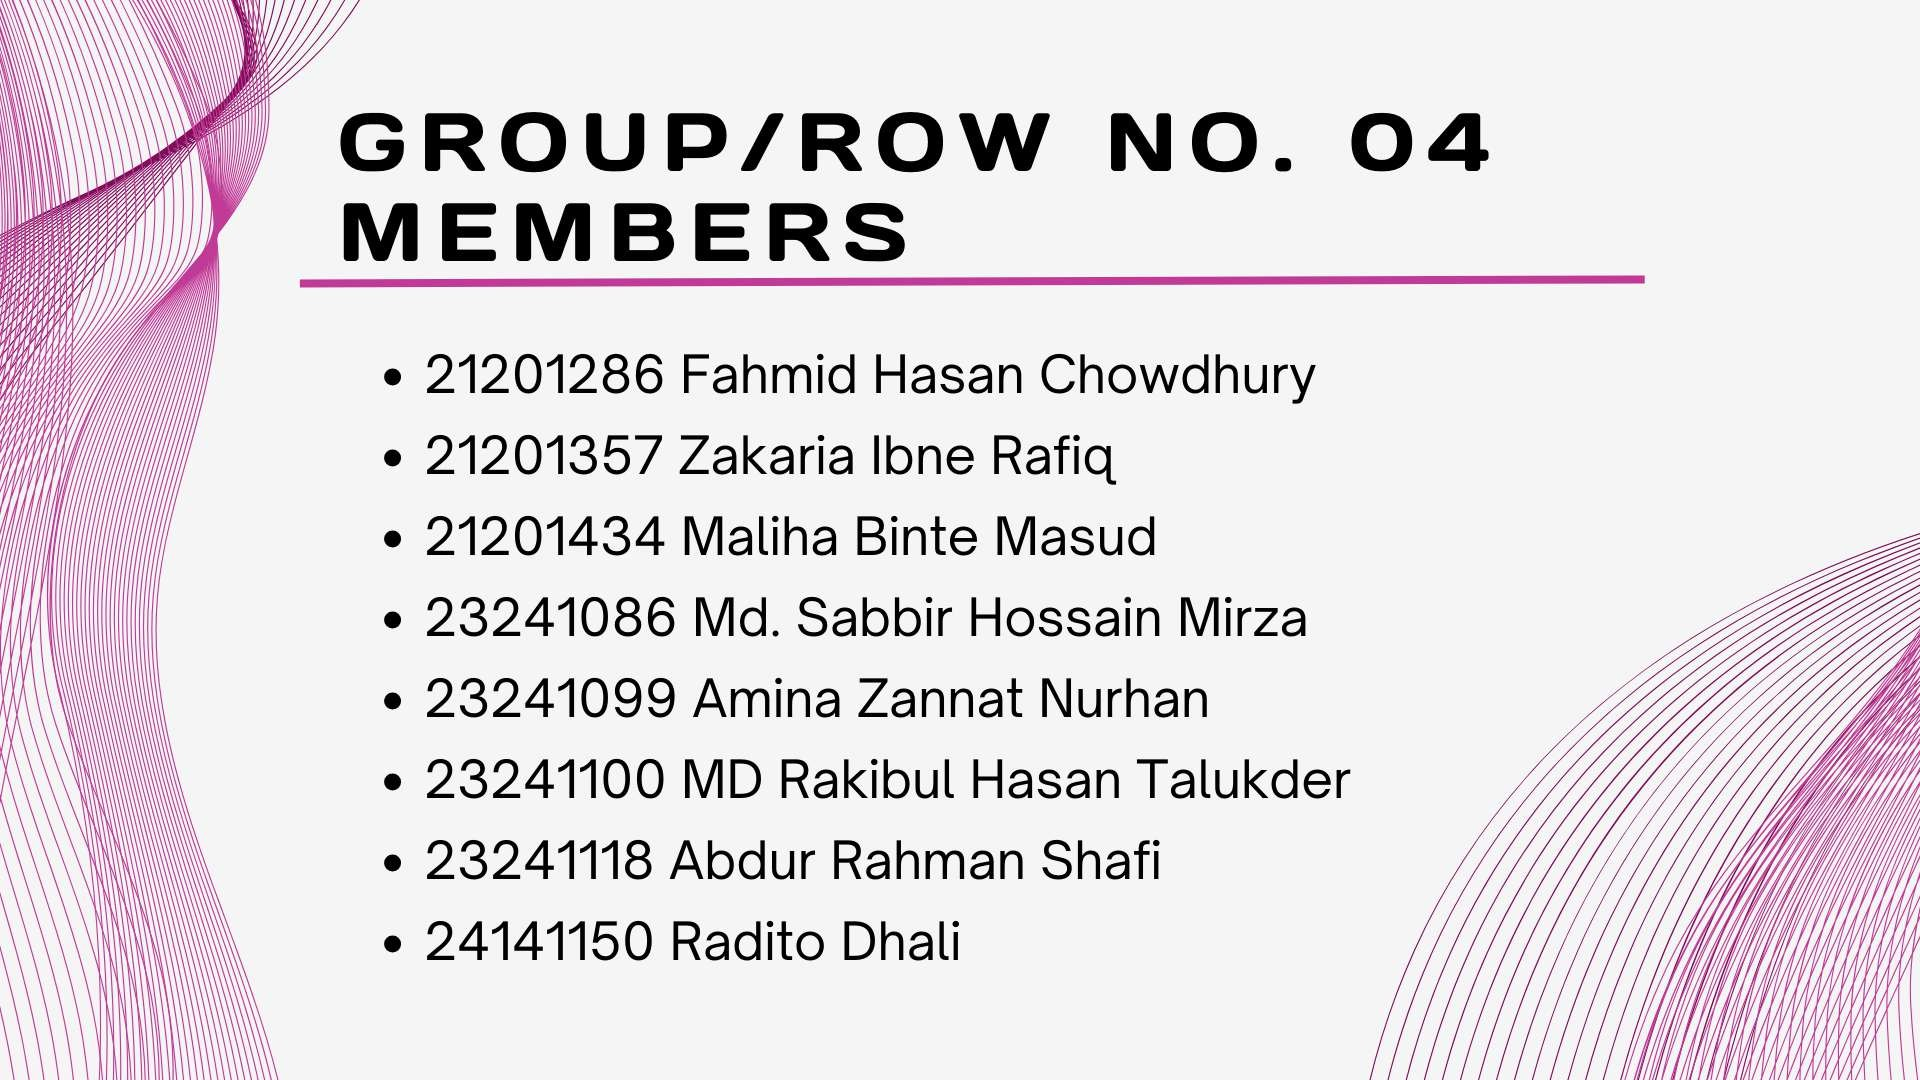 GROUP/ROW NO. 04
MEMBERS
• 21201286 Fahmid Hasan Chowdhury
• 21201357 Zakaria Ibne Rafiq
• 21201434 Maliha Binte Masud
• 23241086 Md. Sabbir Hossain Mirza
• 23241099 Amina Zannat Nurhan
• 23241100 MD Rakibul Hasan Talukder
• 23241118 Abdur Rahman Shafi
• 24141150 Radito Dhali